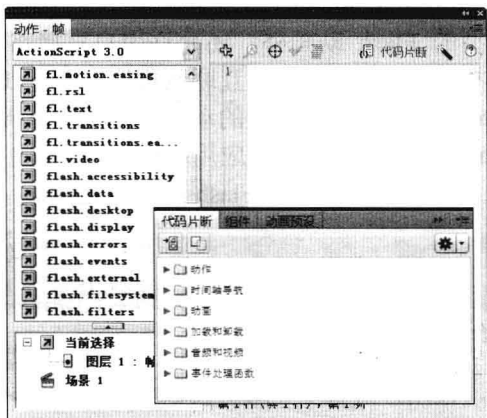 动作 - 帧
ActionScript 3.0
代码片断
1
fl.motion.easing
fl.rsl
fl.text
fl.transitions
fl.transitions.ea...
fl.video
flash.accessibility
flash.data
flash.desktop
flash.display
flash.errors
flash.events
flash.external
flash.filesystem
flash.filters
当前选择
图层 1 : 帧
场景 1
代码片断 组件 动画预设
动作
时间轴导航
动画
加载和卸载
音频和视频
事件处理函数